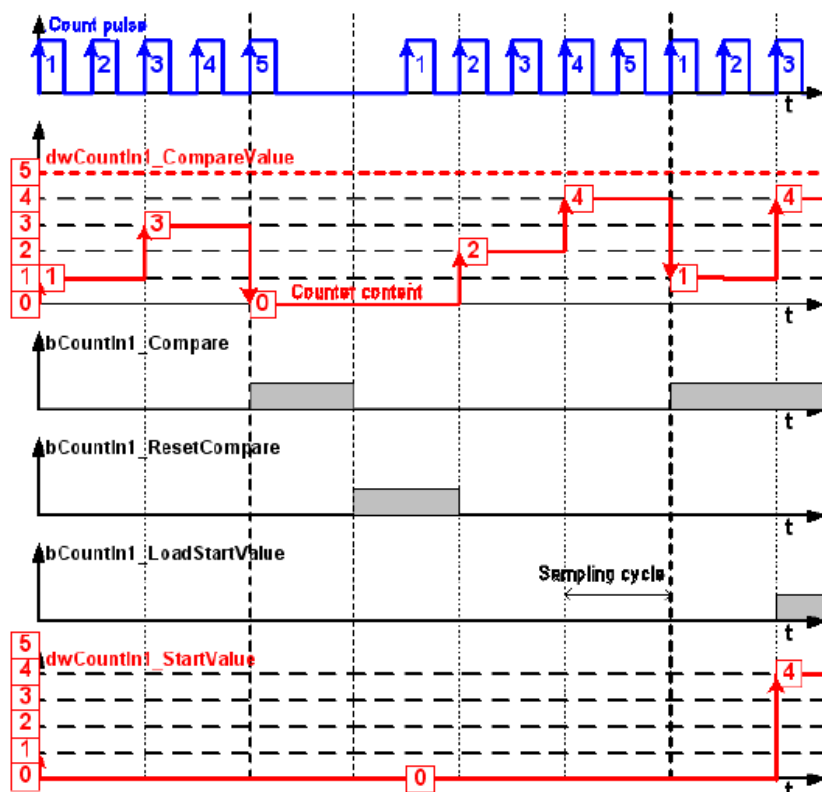 Count pulse
1 2 3 4 5 1 2 3 4 5 1 2 3
t
dwCountIn1_CompareValue
5
4 4 4
3 3
2 2
1 1 1
0 0 Counter content
t
bCountIn1_Compare
t
bCountIn1_ResetCompare
t
bCountIn1_LoadStartValue
Sampling cycle
t
5
dwCountIn1_StartValue
4 4
3
2
1
0 0
t